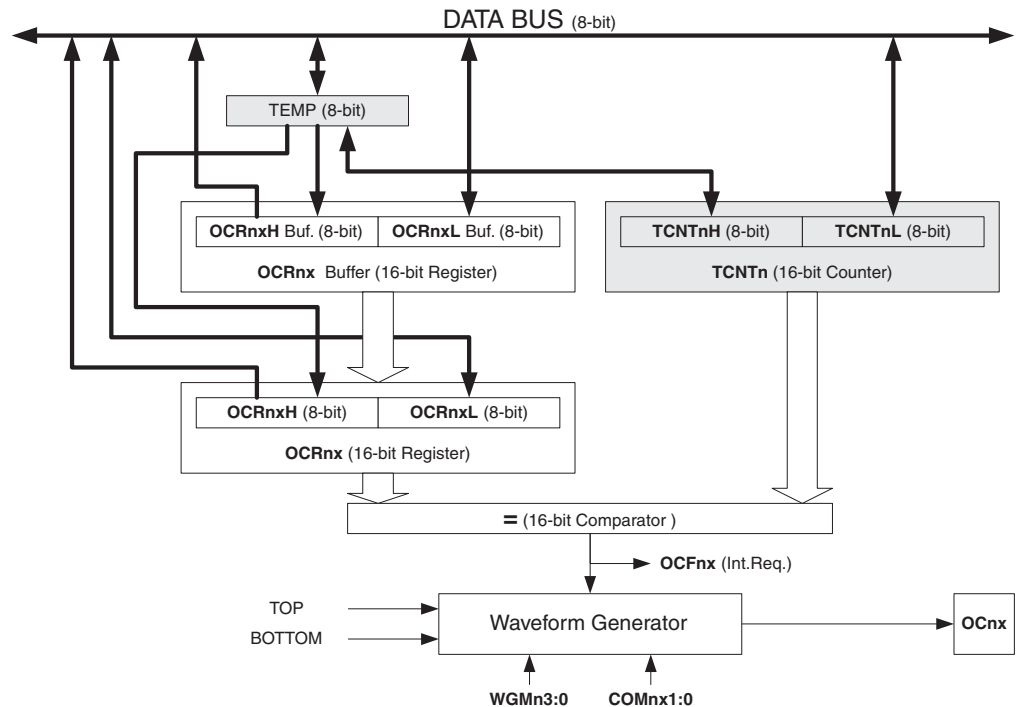 DATA BUS (8-bit)
TEMP (8-bit)
OCRnxH Buf. (8-bit) OCRnxL Buf. (8-bit)
OCRnx Buffer (16-bit Register)
TCNTnH (8-bit) TCNTnL (8-bit)
TCNTn (16-bit Counter)
OCRnxH (8-bit) OCRnxL (8-bit)
OCRnx (16-bit Register)
= (16-bit Comparator )
OCFnx (Int.Req.)
TOP
BOTTOM
Waveform Generator
OCnx
WGMn3:0 COMnx1:0